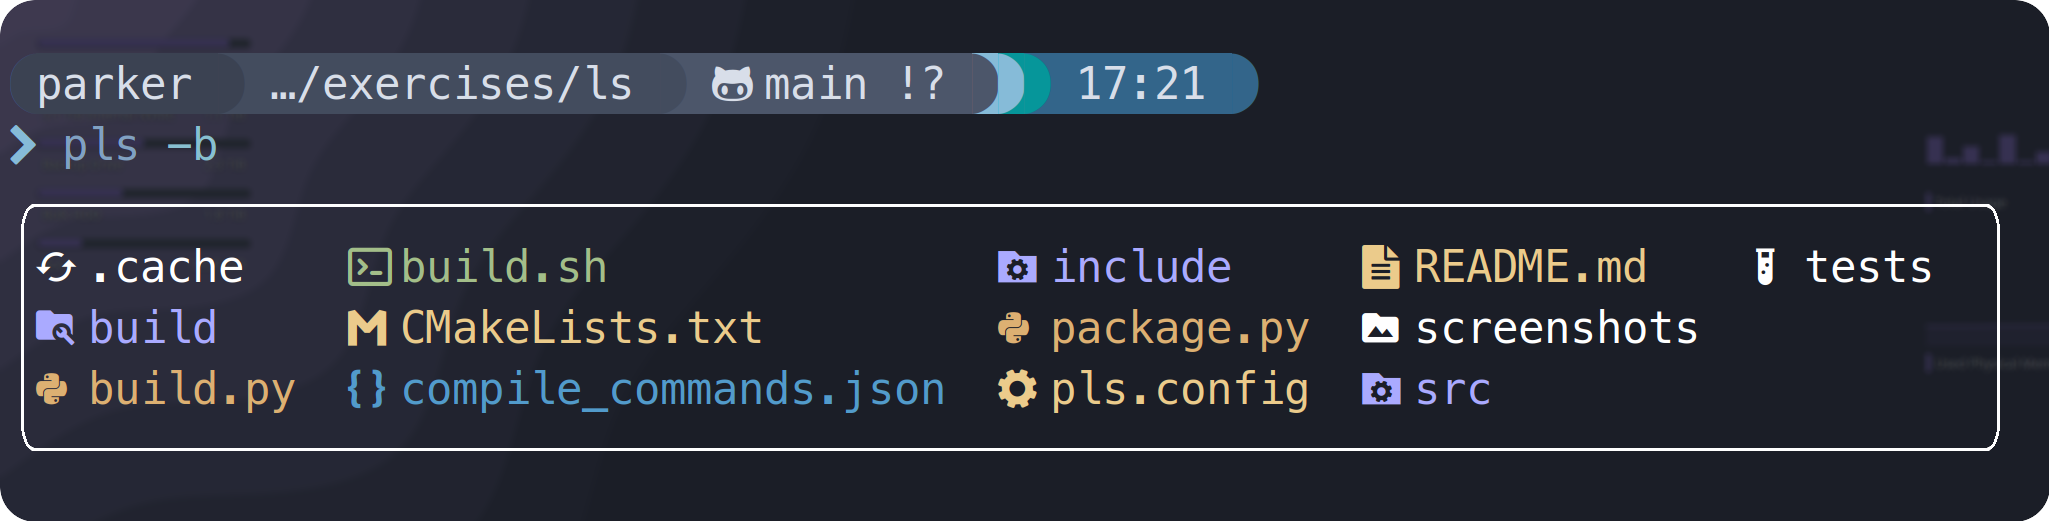 parker …/exercises/ls main !? 17:21
pls -b
.cache build.sh include README.md tests
build CMakeLists.txt package.py screenshots
build.py compile_commands.json pls.config src